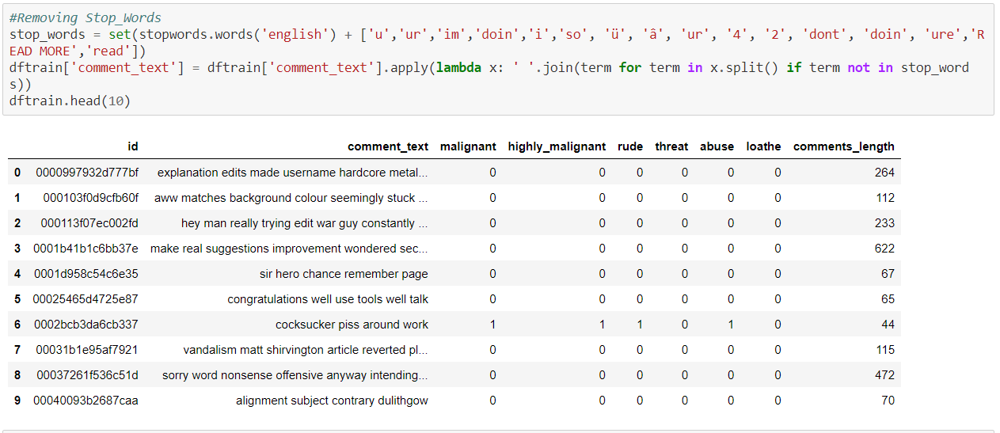 #Removing Stop_Words
stop_words = set(stopwords.words('english') + ['u','ur','im','doin','i','so', 'ü', 'â', 'ur', '4', '2', 'dont', 'doin', 'ure','R
EAD MORE','read'])
dftrain['comment_text'] = dftrain['comment_text'].apply(lambda x: ' '.join(term for term in x.split() if term not in stop_word
s))
dftrain.head(10)
id comment_text malignant highly_malignant rude threat abuse loathe comments_length
0 0000997932d777bf explanation edits made username hardcore metal... 0 0 0 0 0 0 264
1 000103f0d9cfb60f aww matches background colour seemingly stuck ... 0 0 0 0 0 0 112
2 000113f07ec002fd hey man really trying edit war guy constantly ... 0 0 0 0 0 0 233
3 0001b41b1c6bb37e make real suggestions improvement wondered sec... 0 0 0 0 0 0 622
4 0001d958c54c6e35 sir hero chance remember page 0 0 0 0 0 0 67
5 00025465d4725e87 congratulations well use tools well talk 0 0 0 0 0 0 65
6 0002bcb3da6cb337 cocksucker piss around work 1 1 1 0 1 0 44
7 00031b1e95af7921 vandalism matt shirvington article reverted pl... 0 0 0 0 0 0 115
8 00037261f536c51d sorry word nonsense offensive anyway intending... 0 0 0 0 0 0 472
9 00040093b2687caa alignment subject contrary dulithgow 0 0 0 0 0 0 70